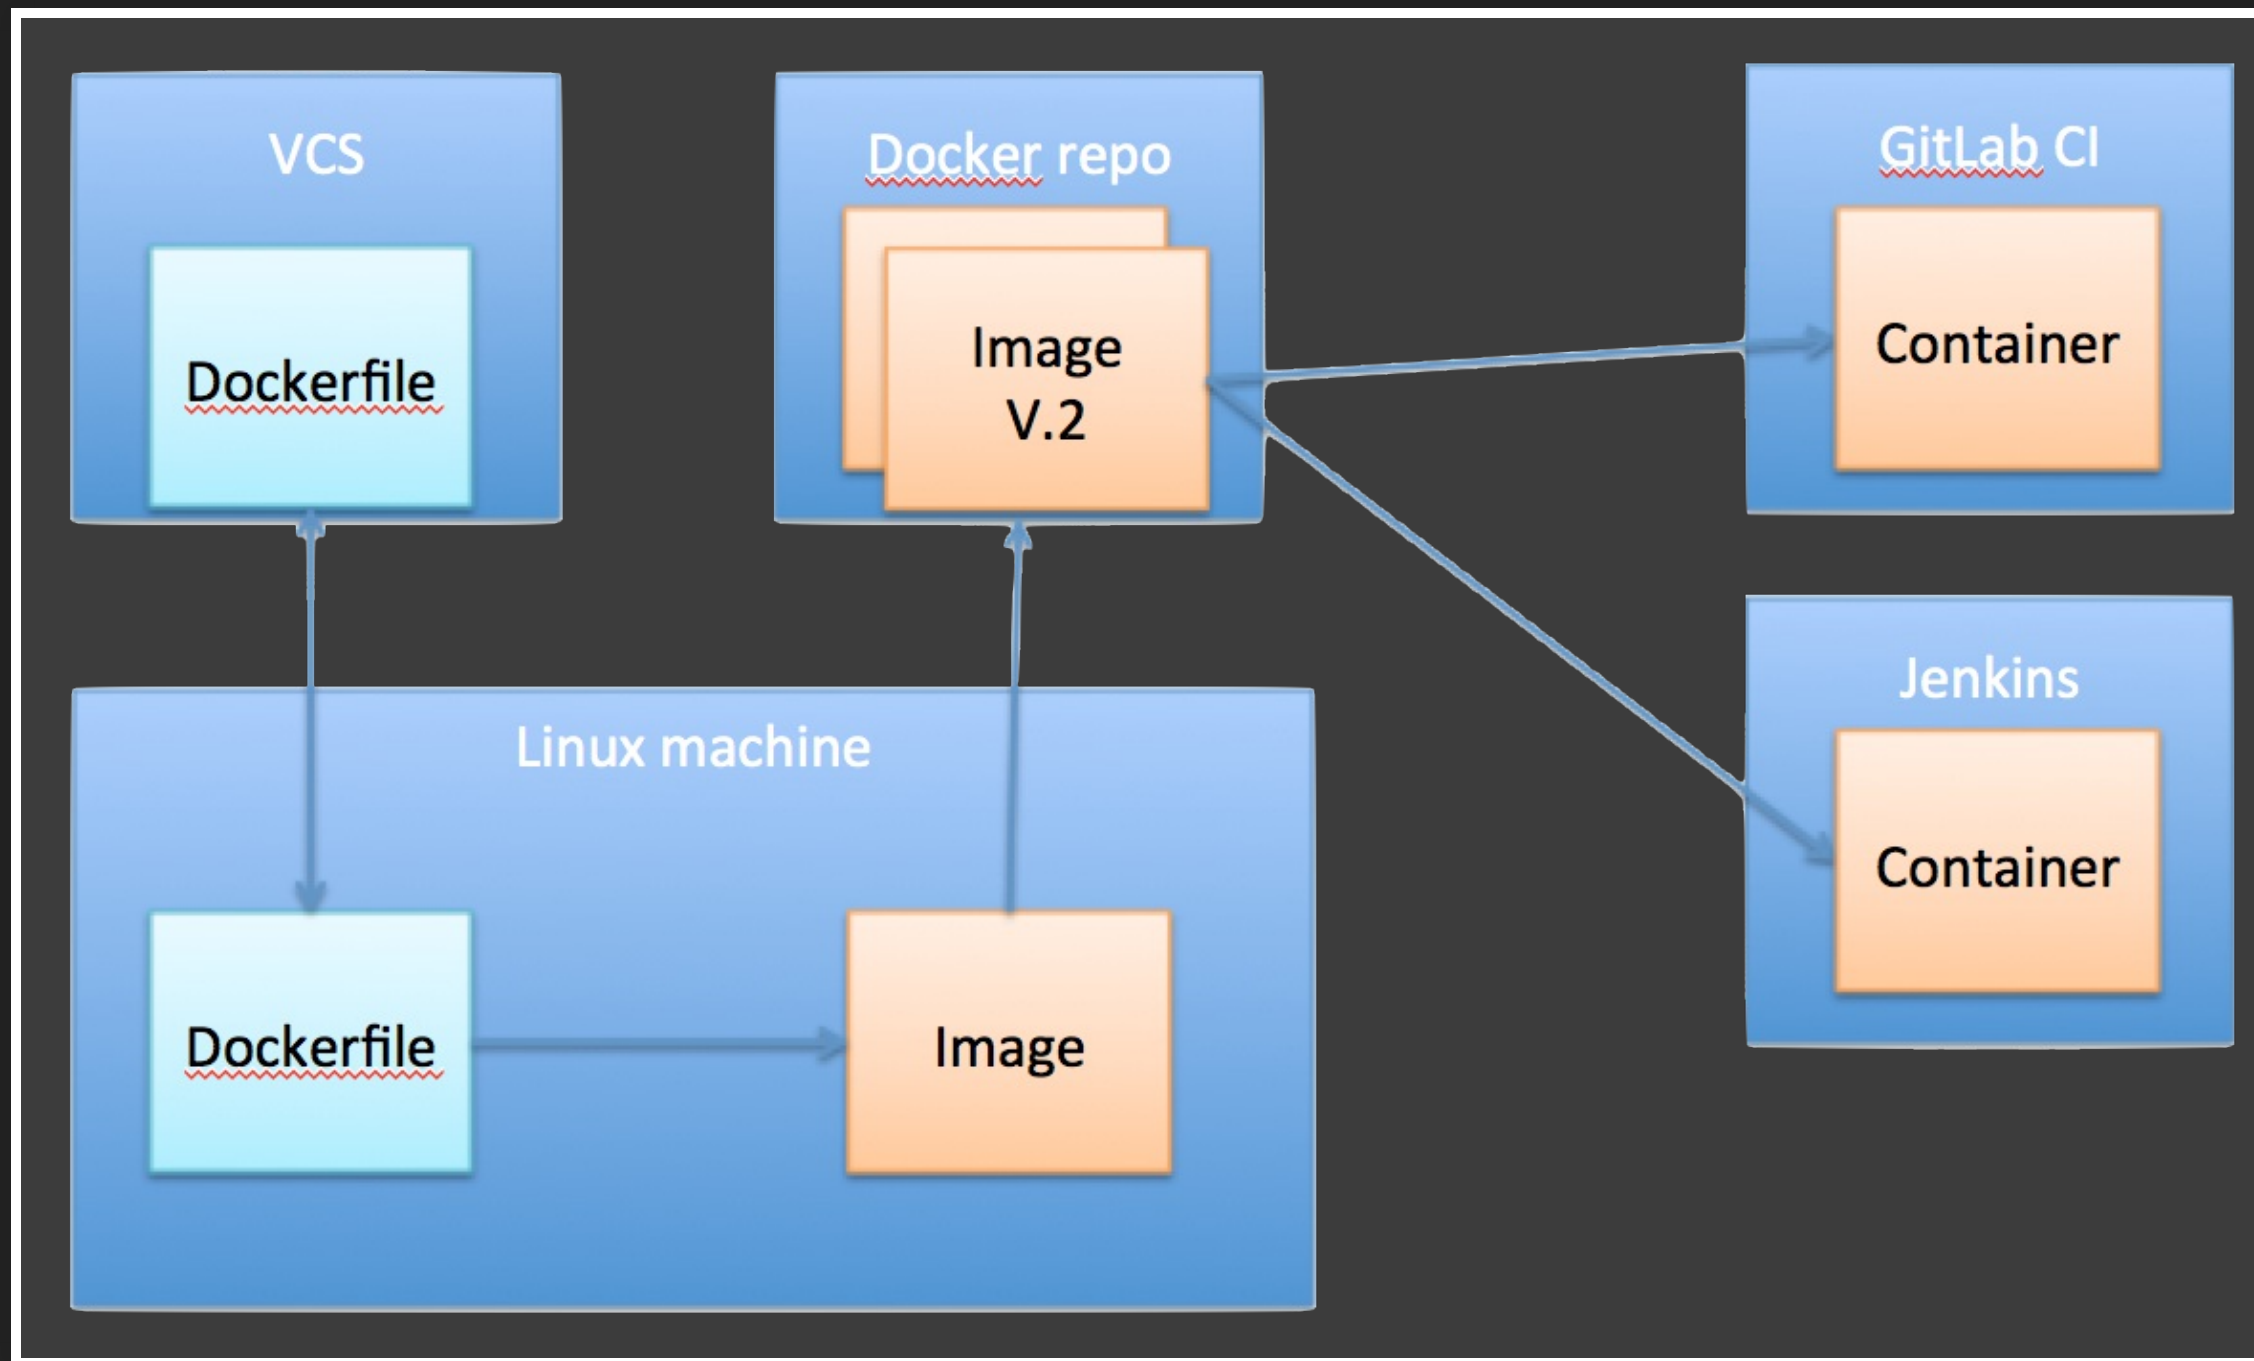 VCS
Dockerfile
Docker repo
Image
V.2
GitLab CI
Container
Linux machine
Dockerfile
Image
Jenkins
Container